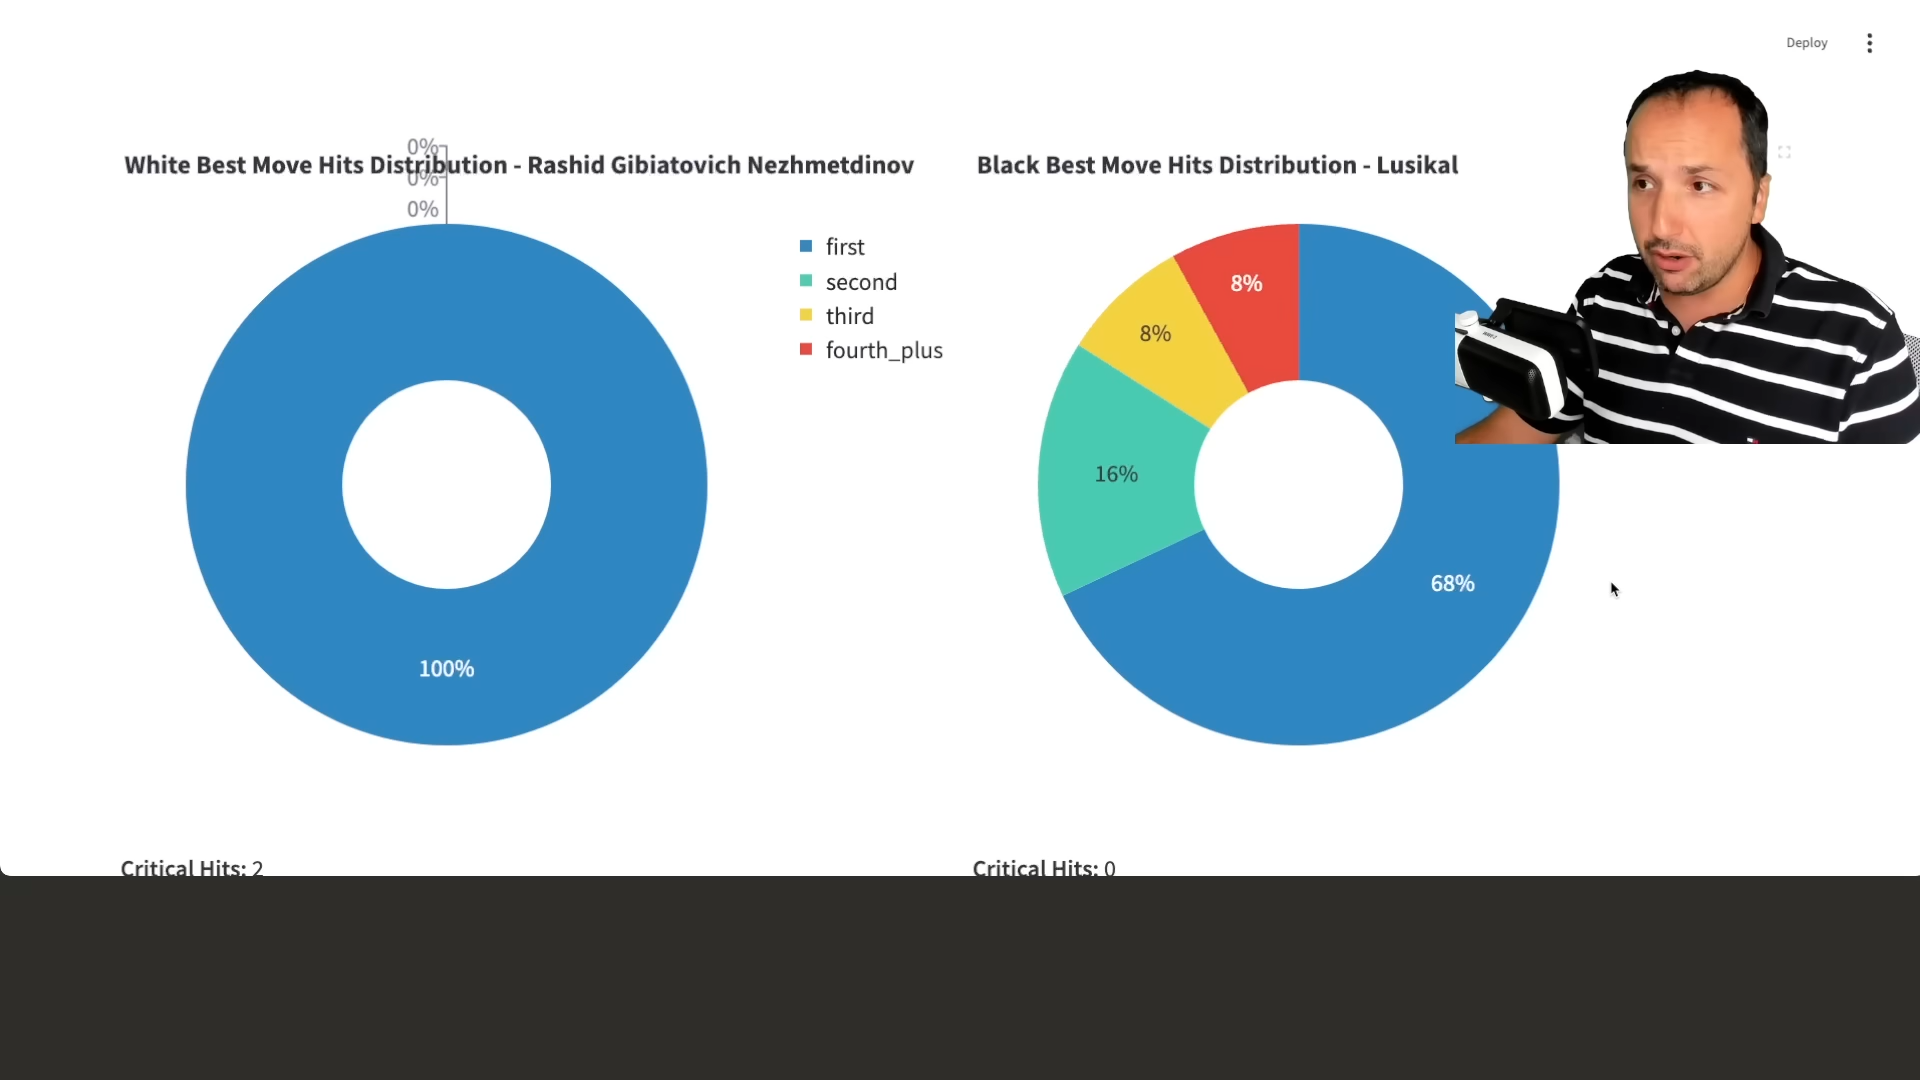 Deploy
White Best Move Hits Distribution - Rashid Gibiatovich Nezhmetdinov
0%
0%
0%
first
second
third
fourth_plus
100%
Critical Hits: 2
Black Best Move Hits Distribution - Lusikal
8%
8%
16%
68%
Critical Hits: 0